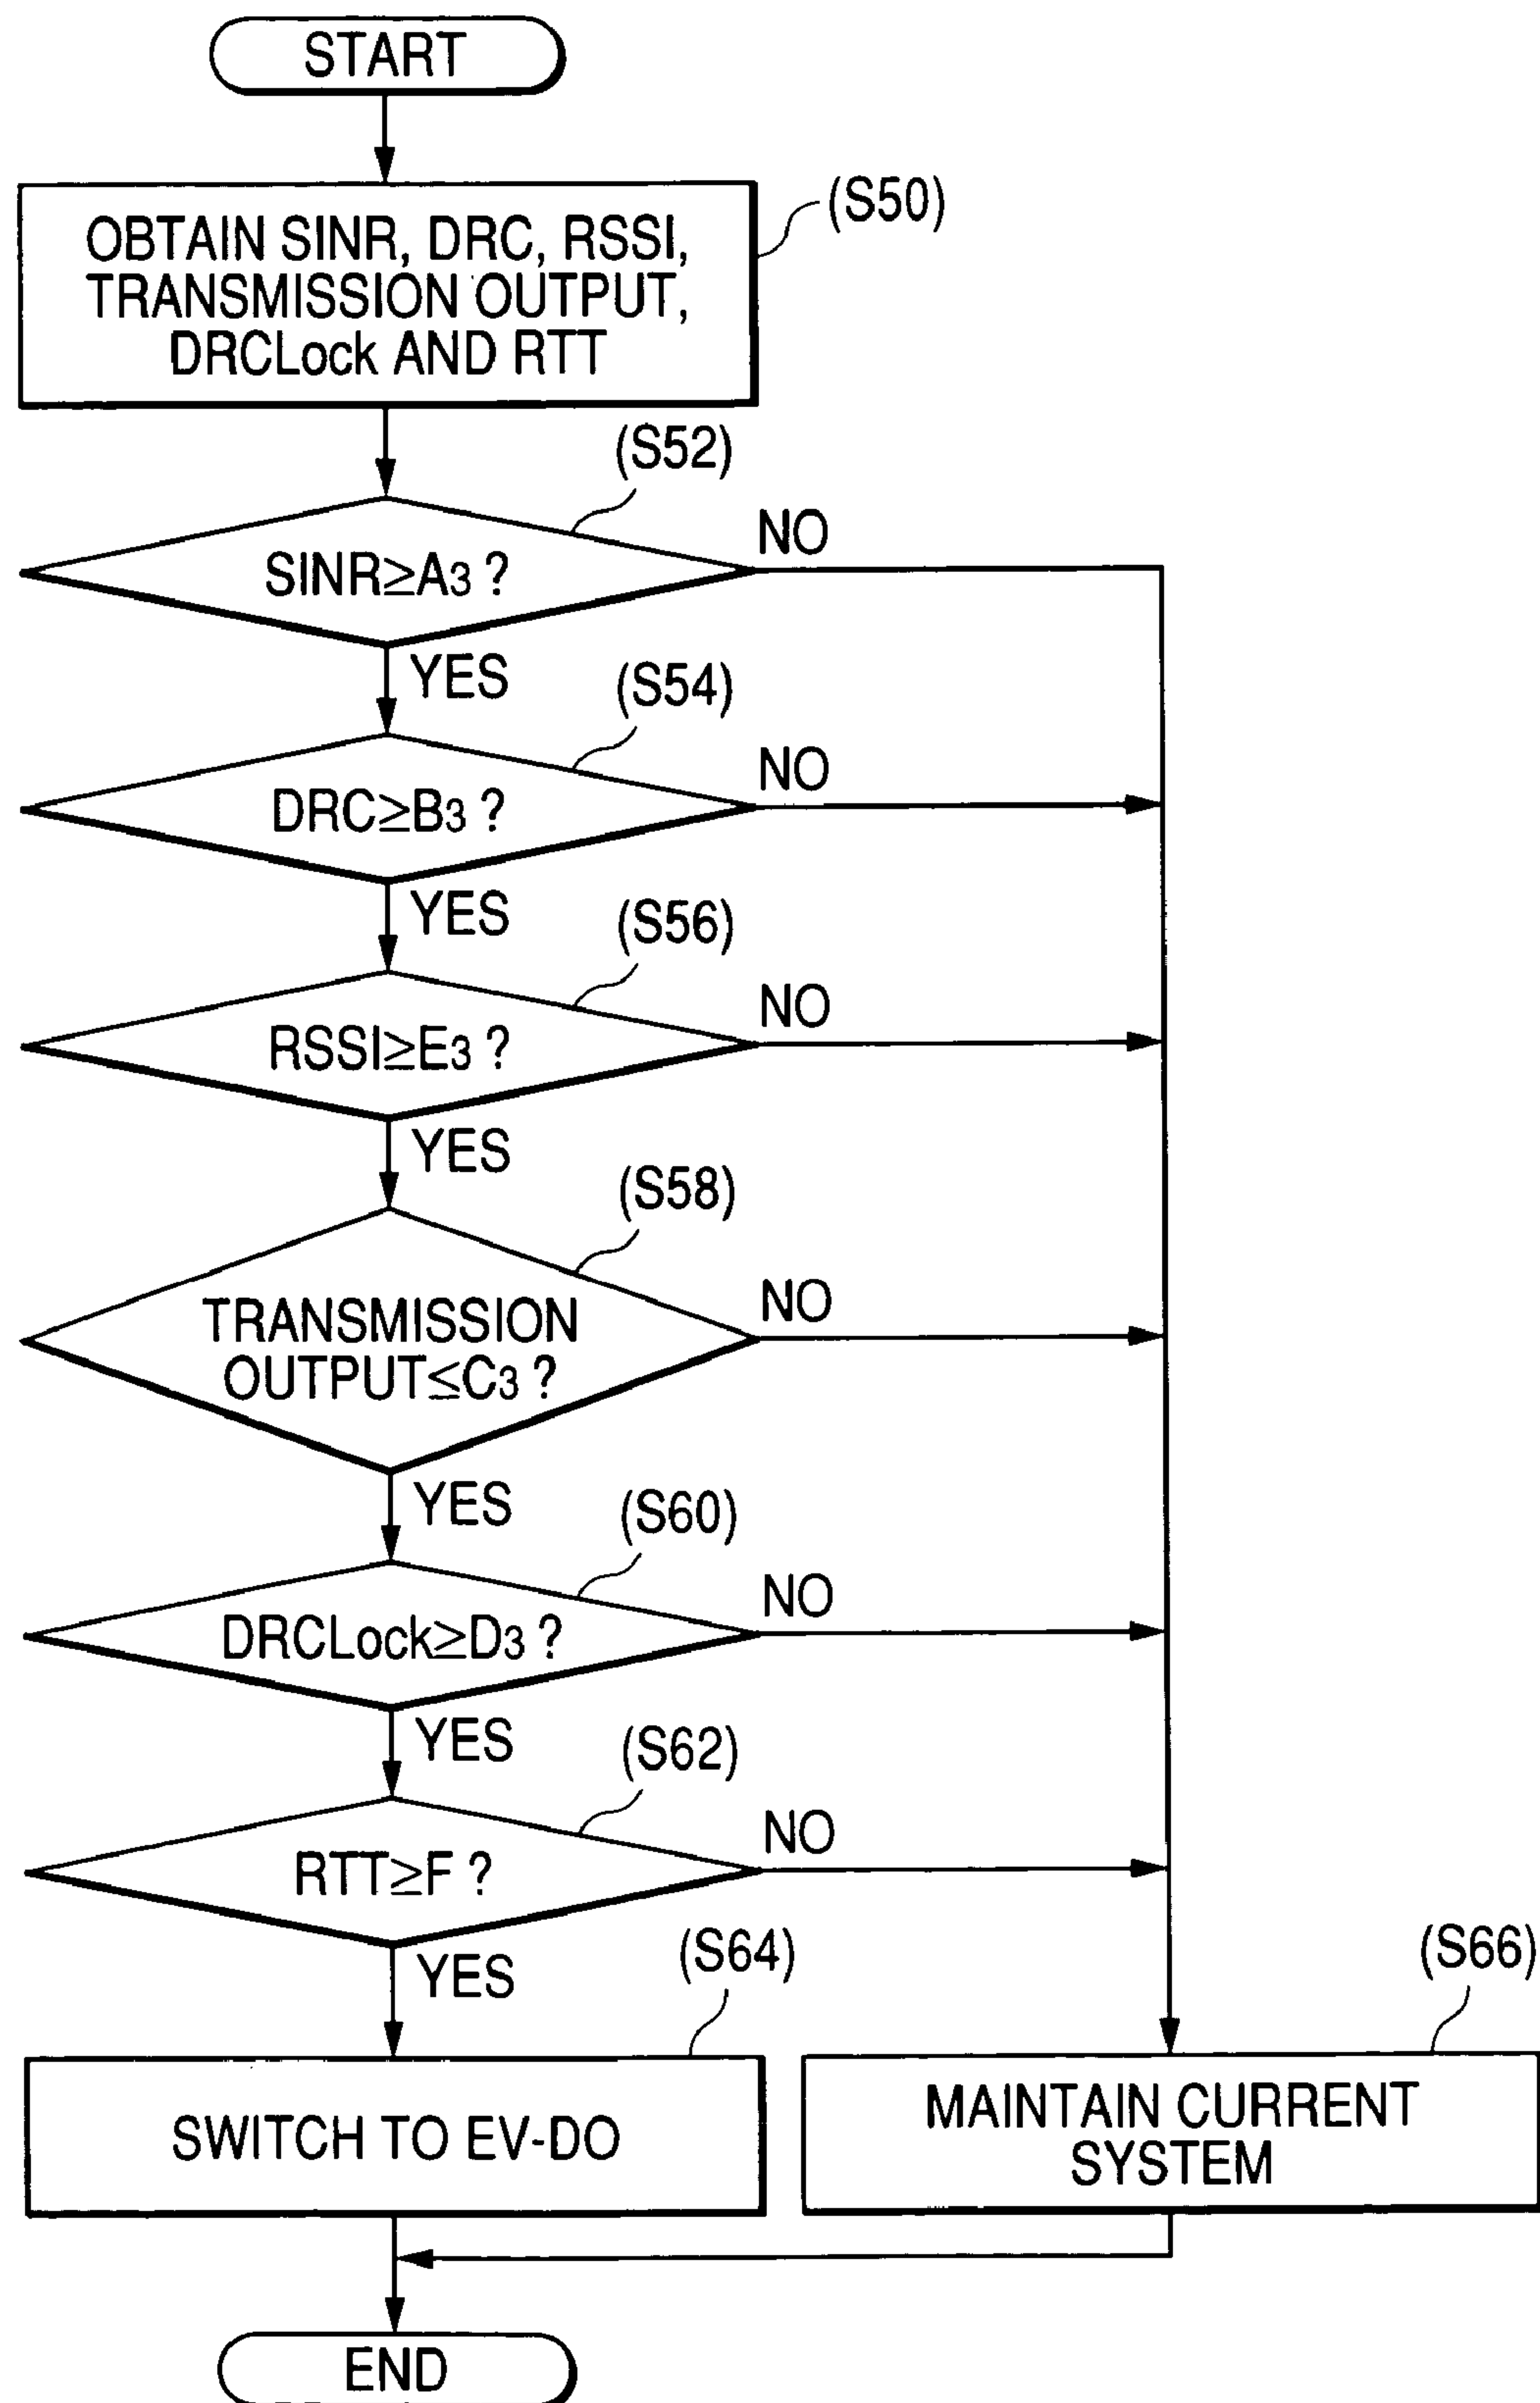 START
(S50)
OBTAIN SINR, DRC, RSSI,
TRANSMISSION OUTPUT,
DRCLock AND RTT
(S52)
SINR≥A3 ?
NO
YES
(S54)
DRC≥B3 ?
NO
YES
(S56)
RSSI≥E3 ?
NO
YES
(S58)
TRANSMISSION
OUTPUT≤C3 ?
NO
YES
(S60)
DRCLock≥D3 ?
NO
YES
(S62)
RTT≥F ?
NO
YES
(S64)
SWITCH TO EV-DO
(S66)
MAINTAIN CURRENT
SYSTEM
END